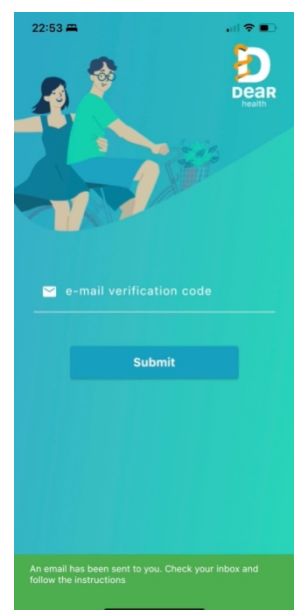 22:53
DeaR
health
e-mail verification code
Submit
An email has been sent to you. Check your inbox and
follow the instructions